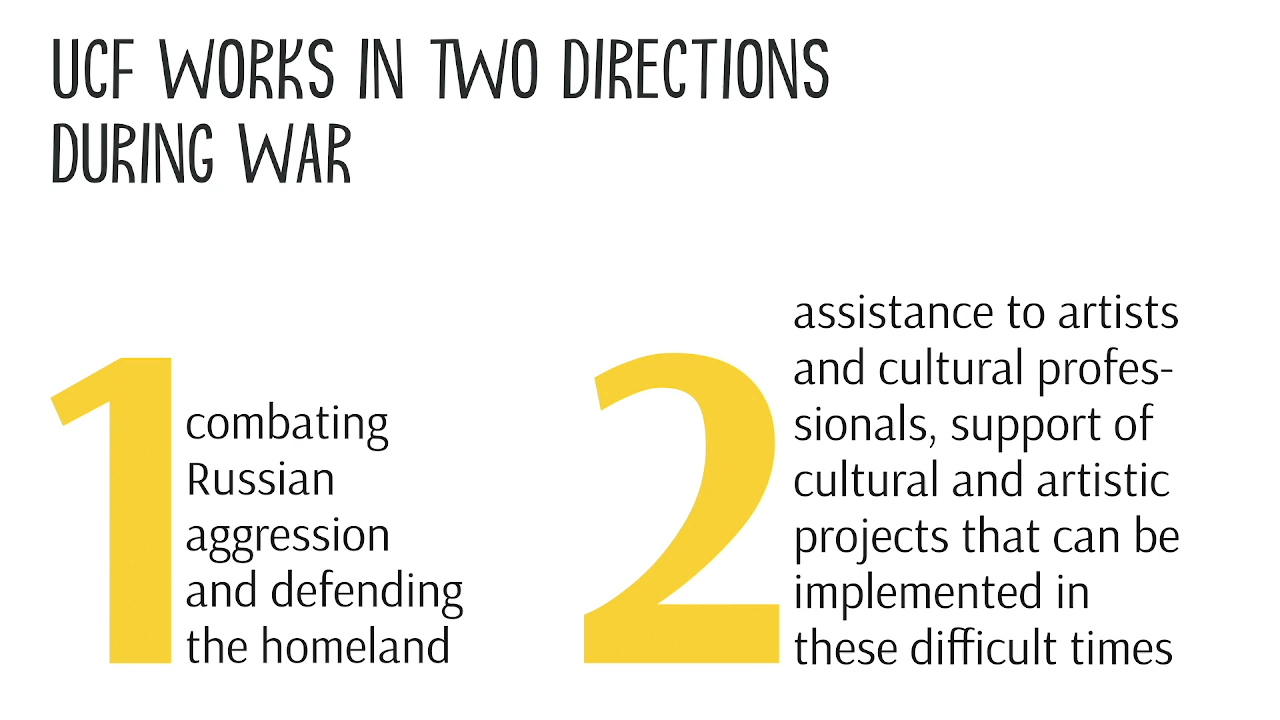 UCF WORKS IN TWO DIRECTIONS
DURING WAR
1
combating
Russian
aggression
and defending
the homeland
2
assistance to artists
and cultural profes-
sionals, support of
cultural and artistic
projects that can be
implemented in
these difficult times